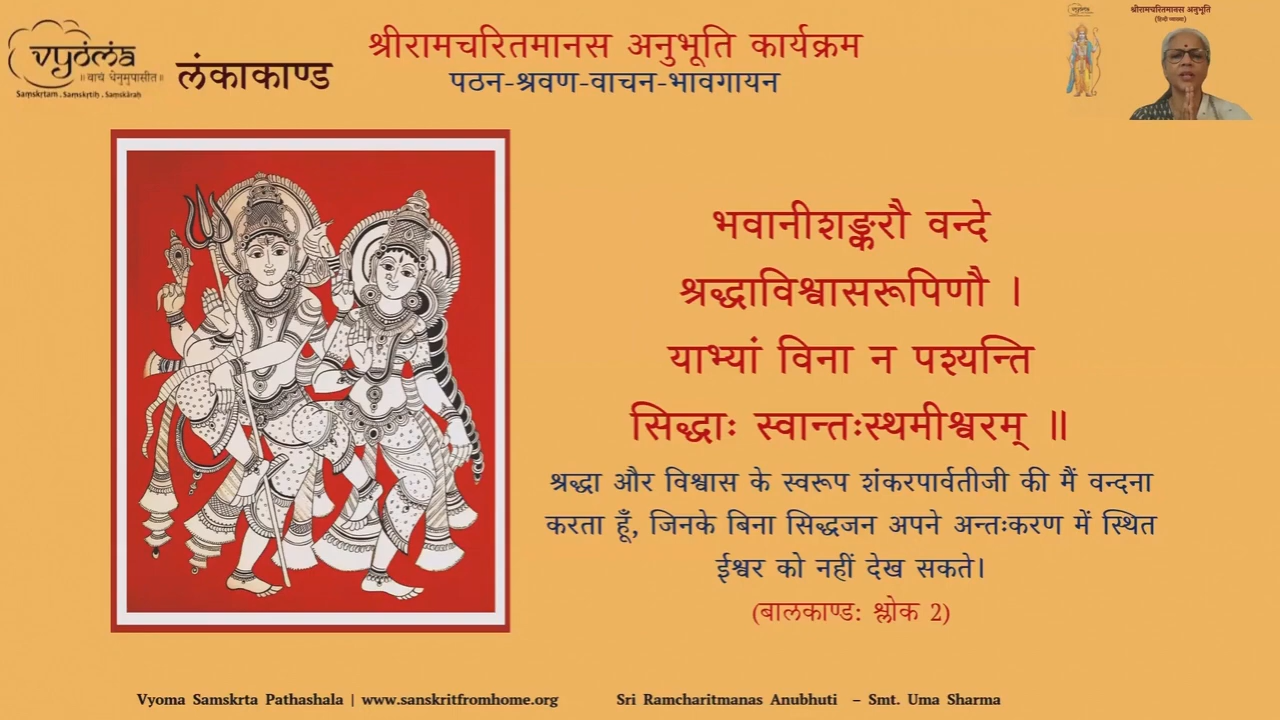 vyoma
॥ वाचं धेनुमुपासीत॥
Saṁskṛtam . Saṁskṛtiḥ . Saṁskāraḥ
लंकाकाण्ड
श्रीरामचरितमानस अनुभूति कार्यक्रम
पठन-श्रवण-वाचन-भावगायन
श्रीरामचरितमानस अनुभूति
(हिन्दी व्याख्या)
भवानीशङ्करौ वन्दे
श्रद्धाविश्वासरूपिणौ ।
याभ्यां विना न पश्यन्ति
सिद्धाः स्वान्तःस्थमीश्वरम् ॥
श्रद्धा और विश्वास के स्वरूप शंकरपार्वतीजी की मैं वन्दना
करता हूँ, जिनके बिना सिद्धजन अपने अन्तःकरण में स्थित
ईश्वर को नहीं देख सकते।
(बालकाण्ड: श्लोक 2)
Vyoma Samskrta Pathashala | www.sanskritfromhome.org
Sri Ramcharitmanas Anubhuti – Smt. Uma Sharma